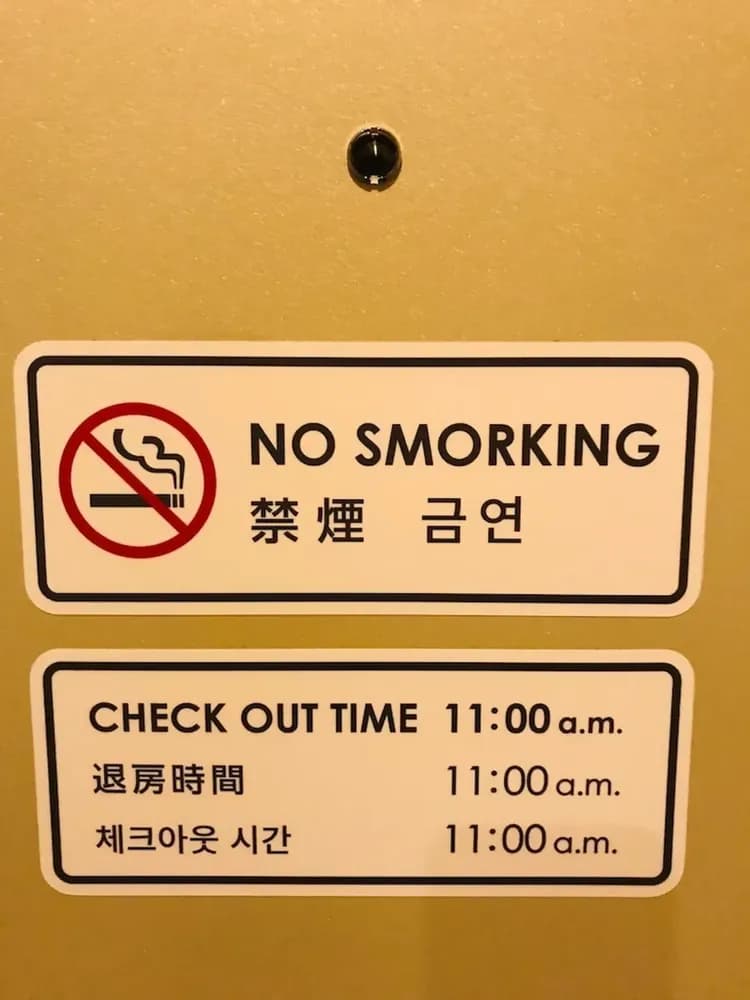 NO SMORKING
禁煙 금연
CHECK OUT TIME 11:00 a.m.
退房時間 11:00 a.m.
체크아웃 시간 11:00 a.m.